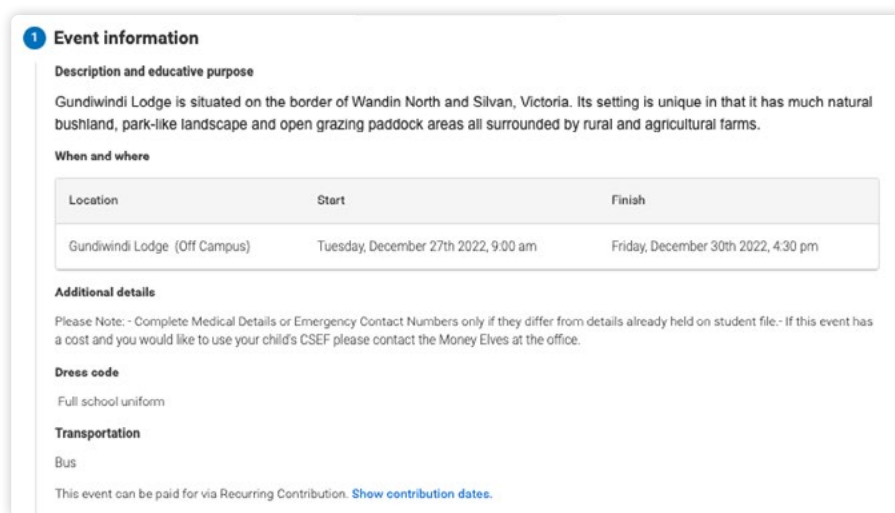 1 Event information
Description and educative purpose
Gundiwindi Lodge is situated on the border of Wandin North and Silvan, Victoria. Its setting is unique in that it has much natural
bushland, park-like landscape and open grazing paddock areas all surrounded by rural and agricultural farms.
When and where
Location Start Finish
Gundiwindi Lodge (Off Campus) Tuesday, December 27th 2022, 9:00 am Friday, December 30th 2022, 4:30 pm
Additional details
Please Note: - Complete Medical Details or Emergency Contact Numbers only if they differ from details already held on student file.- If this event has
a cost and you would like to use your child's CSEF please contact the Money Elves at the office.
Dress code
Full school uniform
Transportation
Bus
This event can be paid for via Recurring Contribution. Show contribution dates.